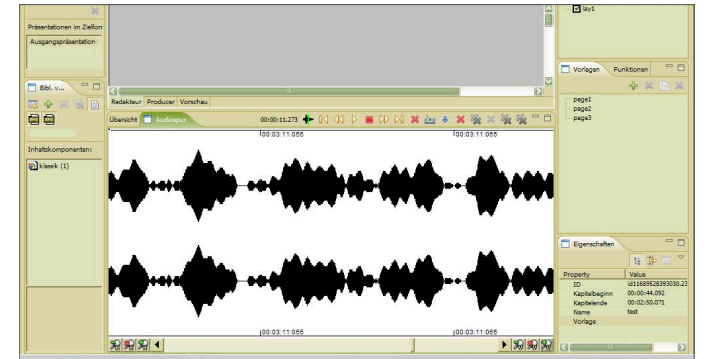 Präsentationen im Zielforr
Ausgangspräsentation
Bibl. v...
Inhaltskomponenten:
klassik (1)
Redakteur Producer Vorschau
Übersicht Audiospur 00:00:11.273
00:03:11:055 00:03:11:055
00:03:11:055 00:03:11:055
lay1
Vorlagen Funktionen
page1
page2
page3
Eigenschaften
Property Value
ID id11689528393030.23
Kapitelbeginn 00:00:44.092
Kapitelende 00:02:50.071
Name test
Vorlage